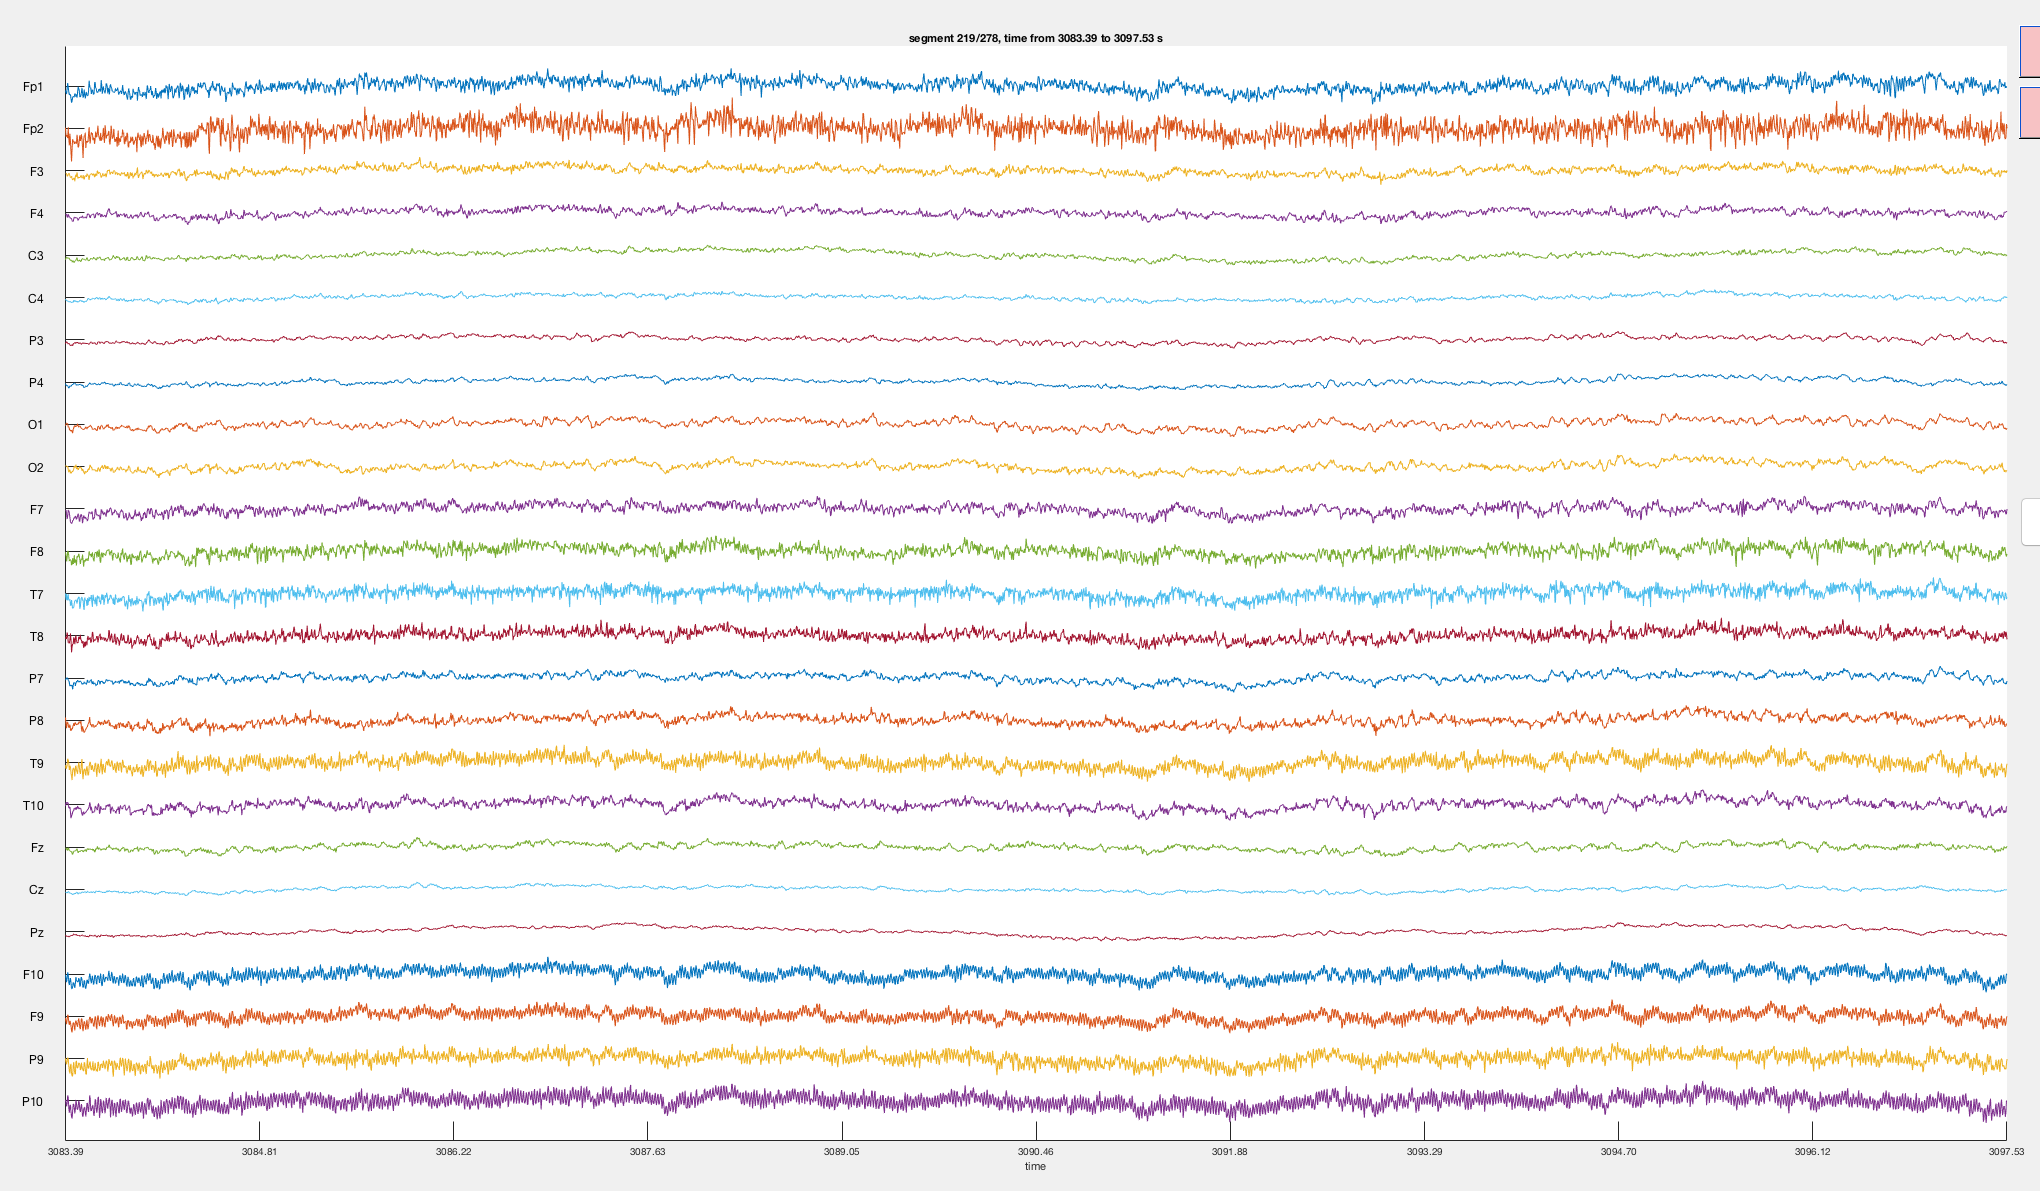 segment 219/278, time from 3083.39 to 3097.53 s
Fp1
Fp2
F3
F4
C3
C4
P3
P4
O1
O2
F7
F8
T7
T8
P7
P8
T9
T10
Fz
Cz
Pz
F10
F9
P9
P10
3083.39 3084.81 3086.22 3087.63 3089.05 3090.46 3091.88 3093.29 3094.70 3096.12 3097.53
time